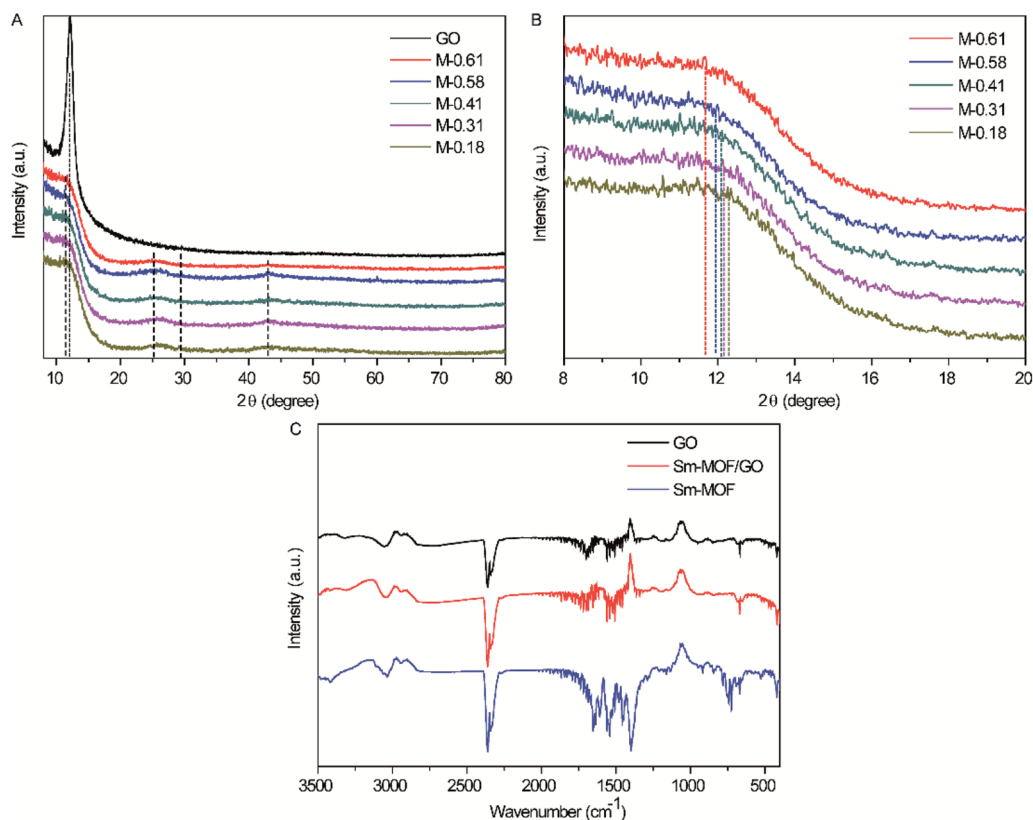 A
GO
M-0.61
M-0.58
M-0.41
M-0.31
M-0.18
Intensity (a.u.)
10 20 30 40 50 60 70 80
2θ (degree)
B
M-0.61
M-0.58
M-0.41
M-0.31
M-0.18
Intensity (a.u.)
8 10 12 14 16 18 20
2θ (degree)
C
GO
Sm-MOF/GO
Sm-MOF
Intensity (a.u.)
3500 3000 2500 2000 1500 1000 500
Wavenumber (cm⁻¹)